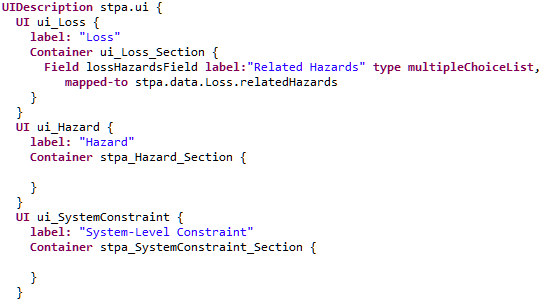 UIDescription stpa.ui {
UI ui_Loss {
label: "Loss"
Container ui_Loss_Section {
Field lossHazardsField label:"Related Hazards" type multipleChoiceList,
mapped-to stpa.data.Loss.relatedHazards
}
}
UI ui_Hazard {
label: "Hazard"
Container stpa_Hazard_Section {
}
}
UI ui_SystemConstraint {
label: "System-Level Constraint"
Container stpa_SystemConstraint_Section {
}
}